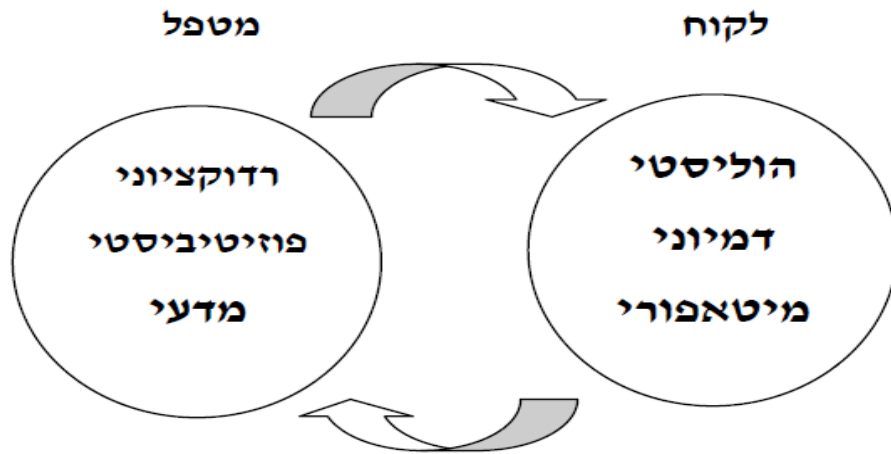 לקוח
הוליסטי
דמיוני
מיטאפורי
מטפל
רדוקציוני
פוזיטיביסטי
מדעי